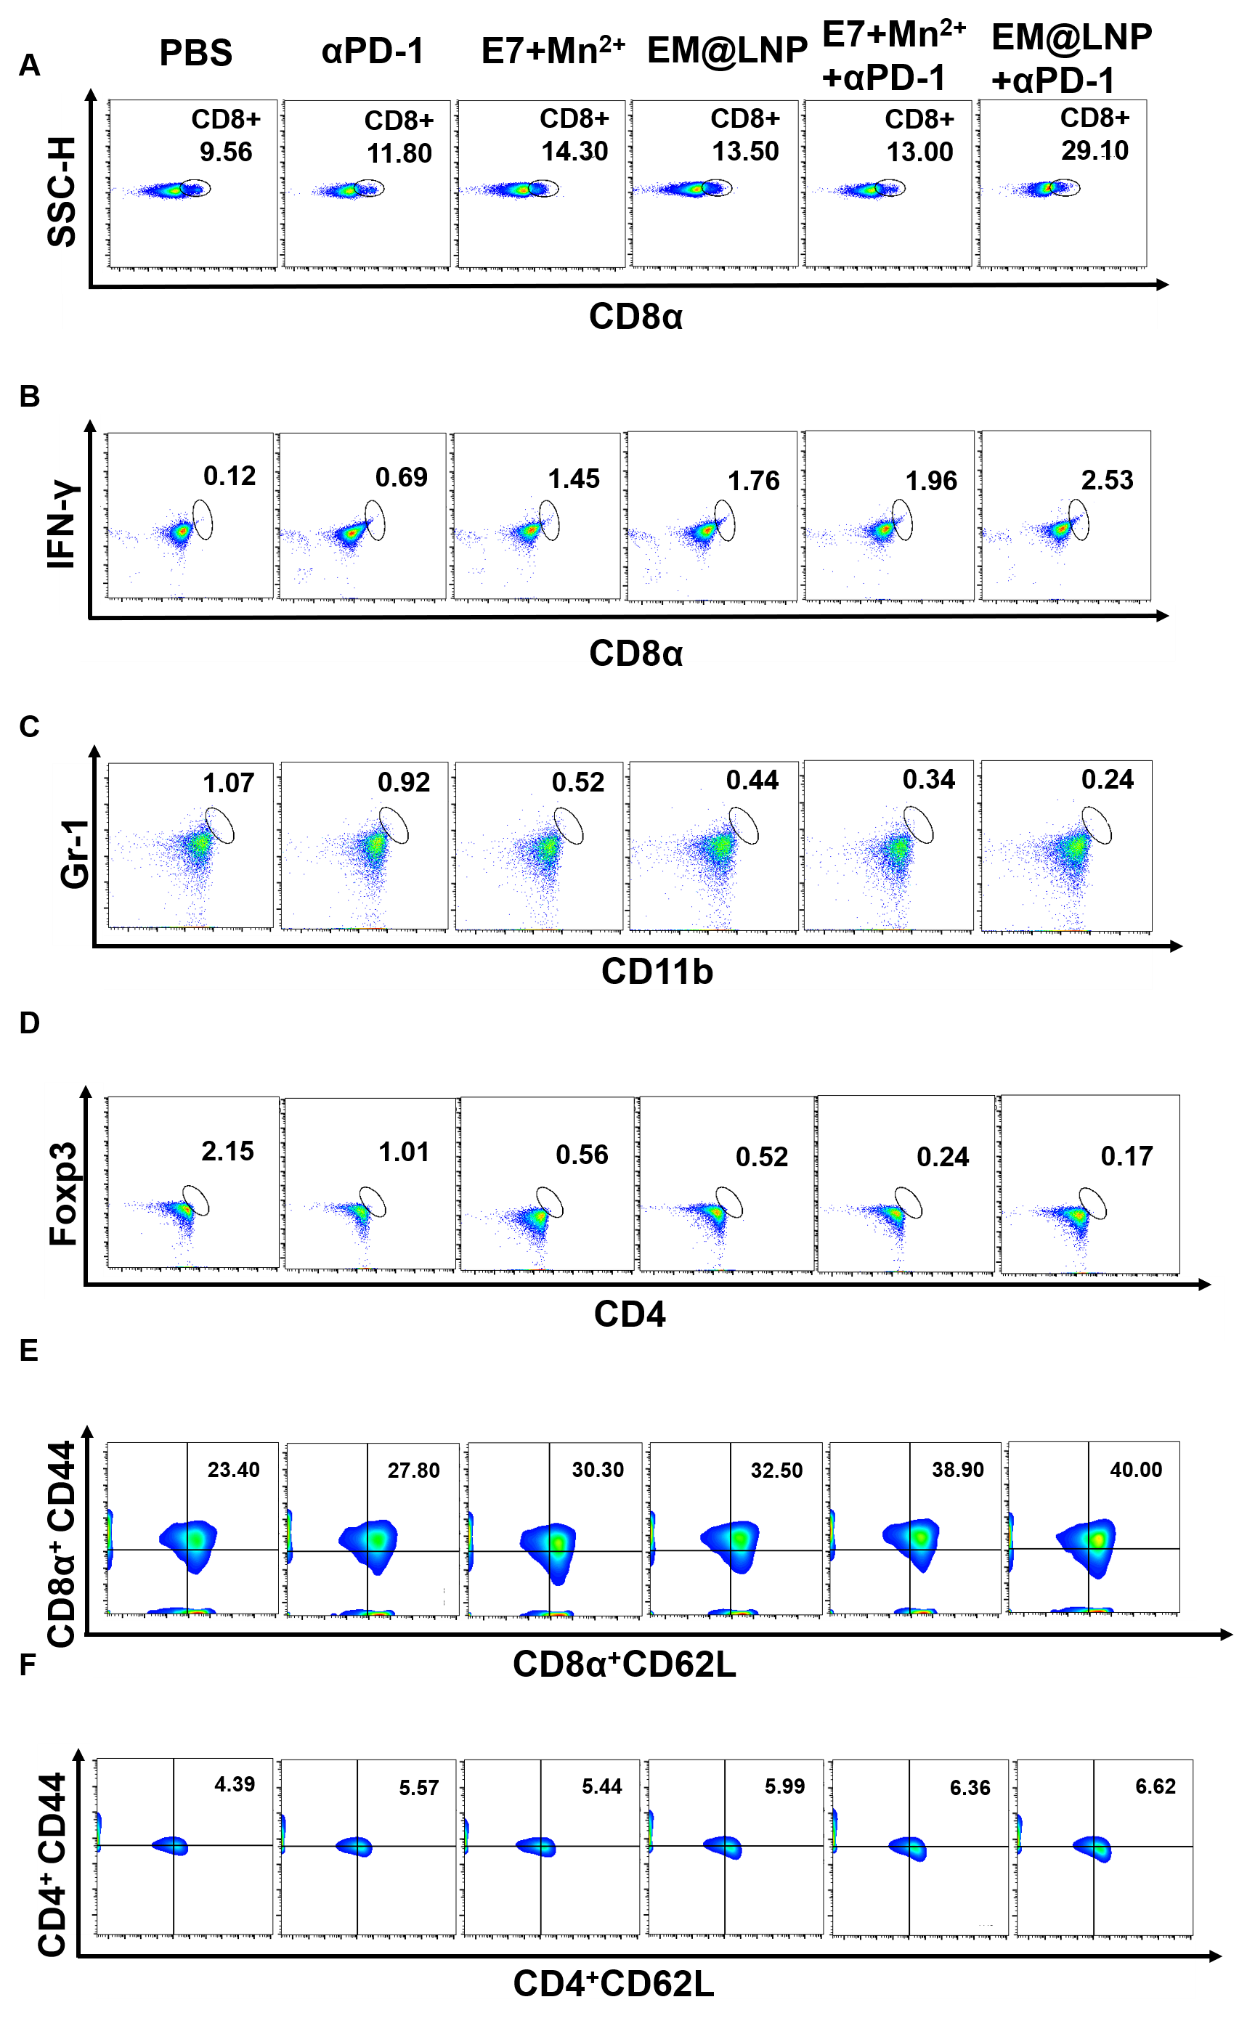 A
PBS
αPD-1
E7+Mn²⁺
EM@LNP
E7+Mn²⁺
+αPD-1
EM@LNP
+αPD-1
SSC-H
CD8+
9.56
CD8+
11.80
CD8+
14.30
CD8+
13.50
CD8+
13.00
CD8+
29.10
CD8α
B
IFN-γ
0.12
0.69
1.45
1.76
1.96
2.53
CD8α
C
Gr-1
1.07
0.92
0.52
0.44
0.34
0.24
CD11b
D
Foxp3
2.15
1.01
0.56
0.52
0.24
0.17
CD4
E
CD8α⁺ CD44
23.40
27.80
30.30
32.50
38.90
40.00
CD8α⁺CD62L
F
CD4⁺ CD44
4.39
5.57
5.44
5.99
6.36
6.62
CD4⁺CD62L